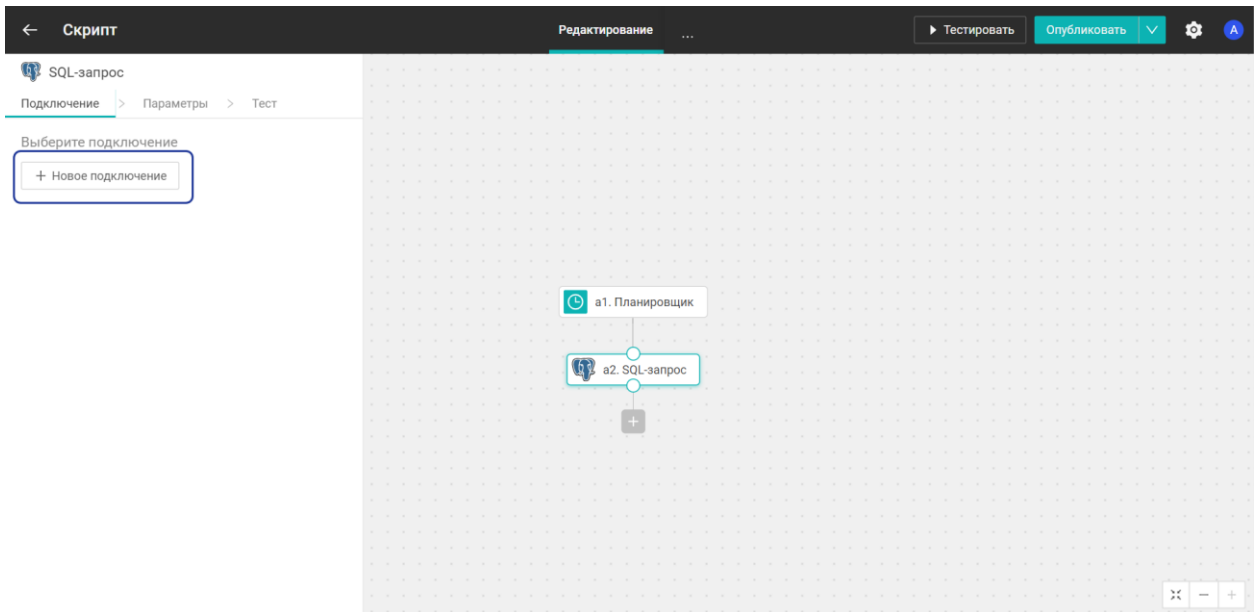 Скрипт
Редактирование
...
Тестировать
Опубликовать
A
SQL-запрос
Подключение > Параметры > Тест
Выберите подключение
+ Новое подключение
a1. Планировщик
a2. SQL-запрос